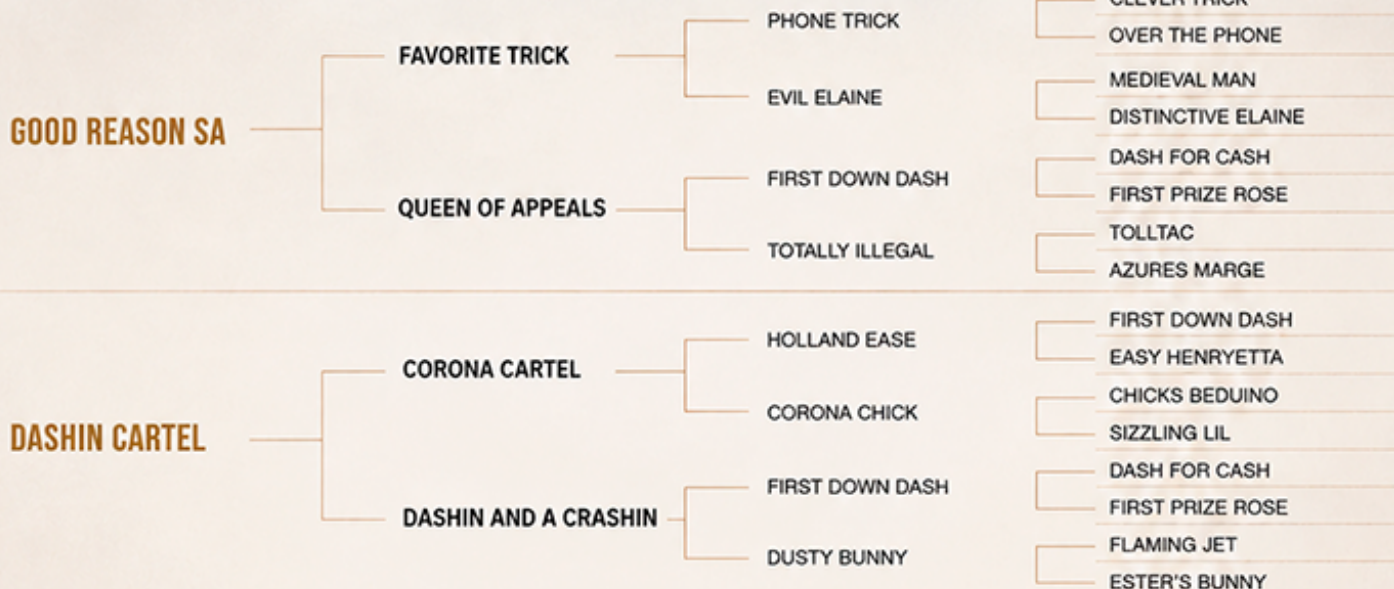 CLEVER TRICK
PHONE TRICK
OVER THE PHONE
FAVORITE TRICK
MEDIEVAL MAN
EVIL ELAINE
DISTINCTIVE ELAINE
GOOD REASON SA
DASH FOR CASH
FIRST DOWN DASH
FIRST PRIZE ROSE
QUEEN OF APPEALS
TOLLTAC
TOTALLY ILLEGAL
AZURES MARGE
FIRST DOWN DASH
HOLLAND EASE
EASY HENRYETTA
CORONA CARTEL
CHICKS BEDUINO
CORONA CHICK
SIZZLING LIL
DASHIN CARTEL
DASH FOR CASH
FIRST DOWN DASH
FIRST PRIZE ROSE
DASHIN AND A CRASHIN
FLAMING JET
DUSTY BUNNY
ESTER'S BUNNY